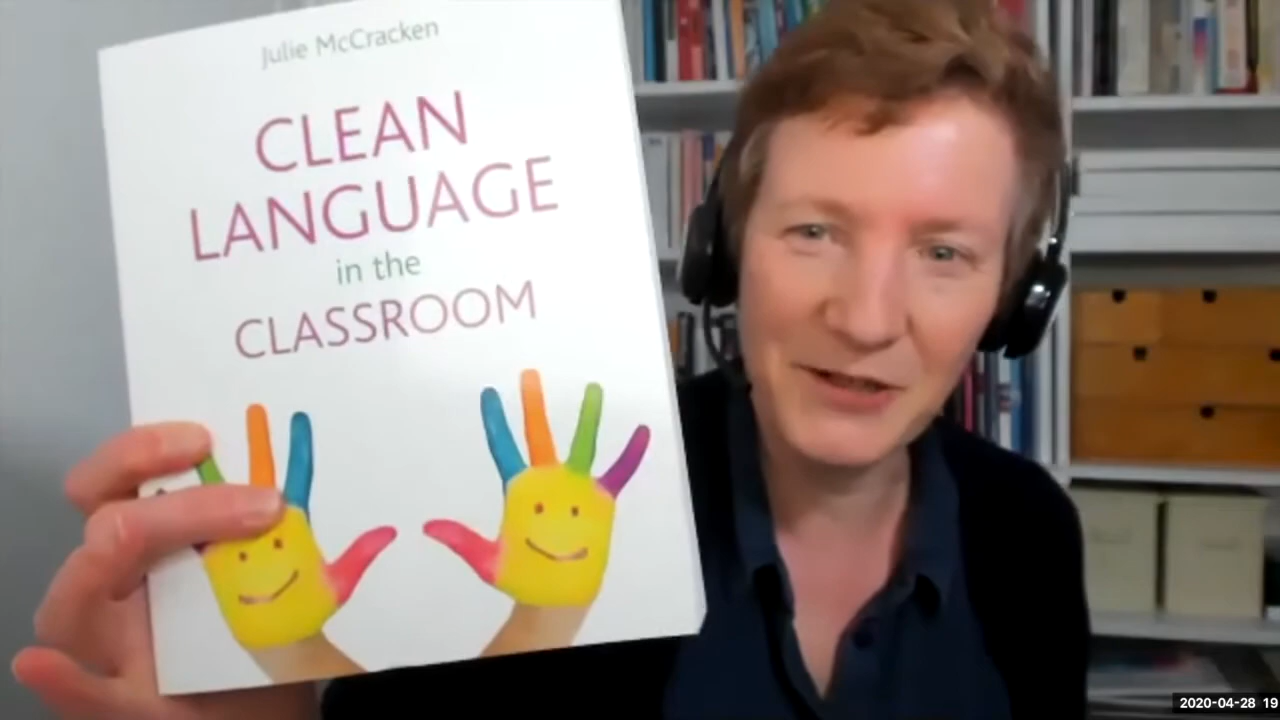 Julie McCracken
CLEAN
LANGUAGE
in the
CLASSROOM
2020-04-28 19